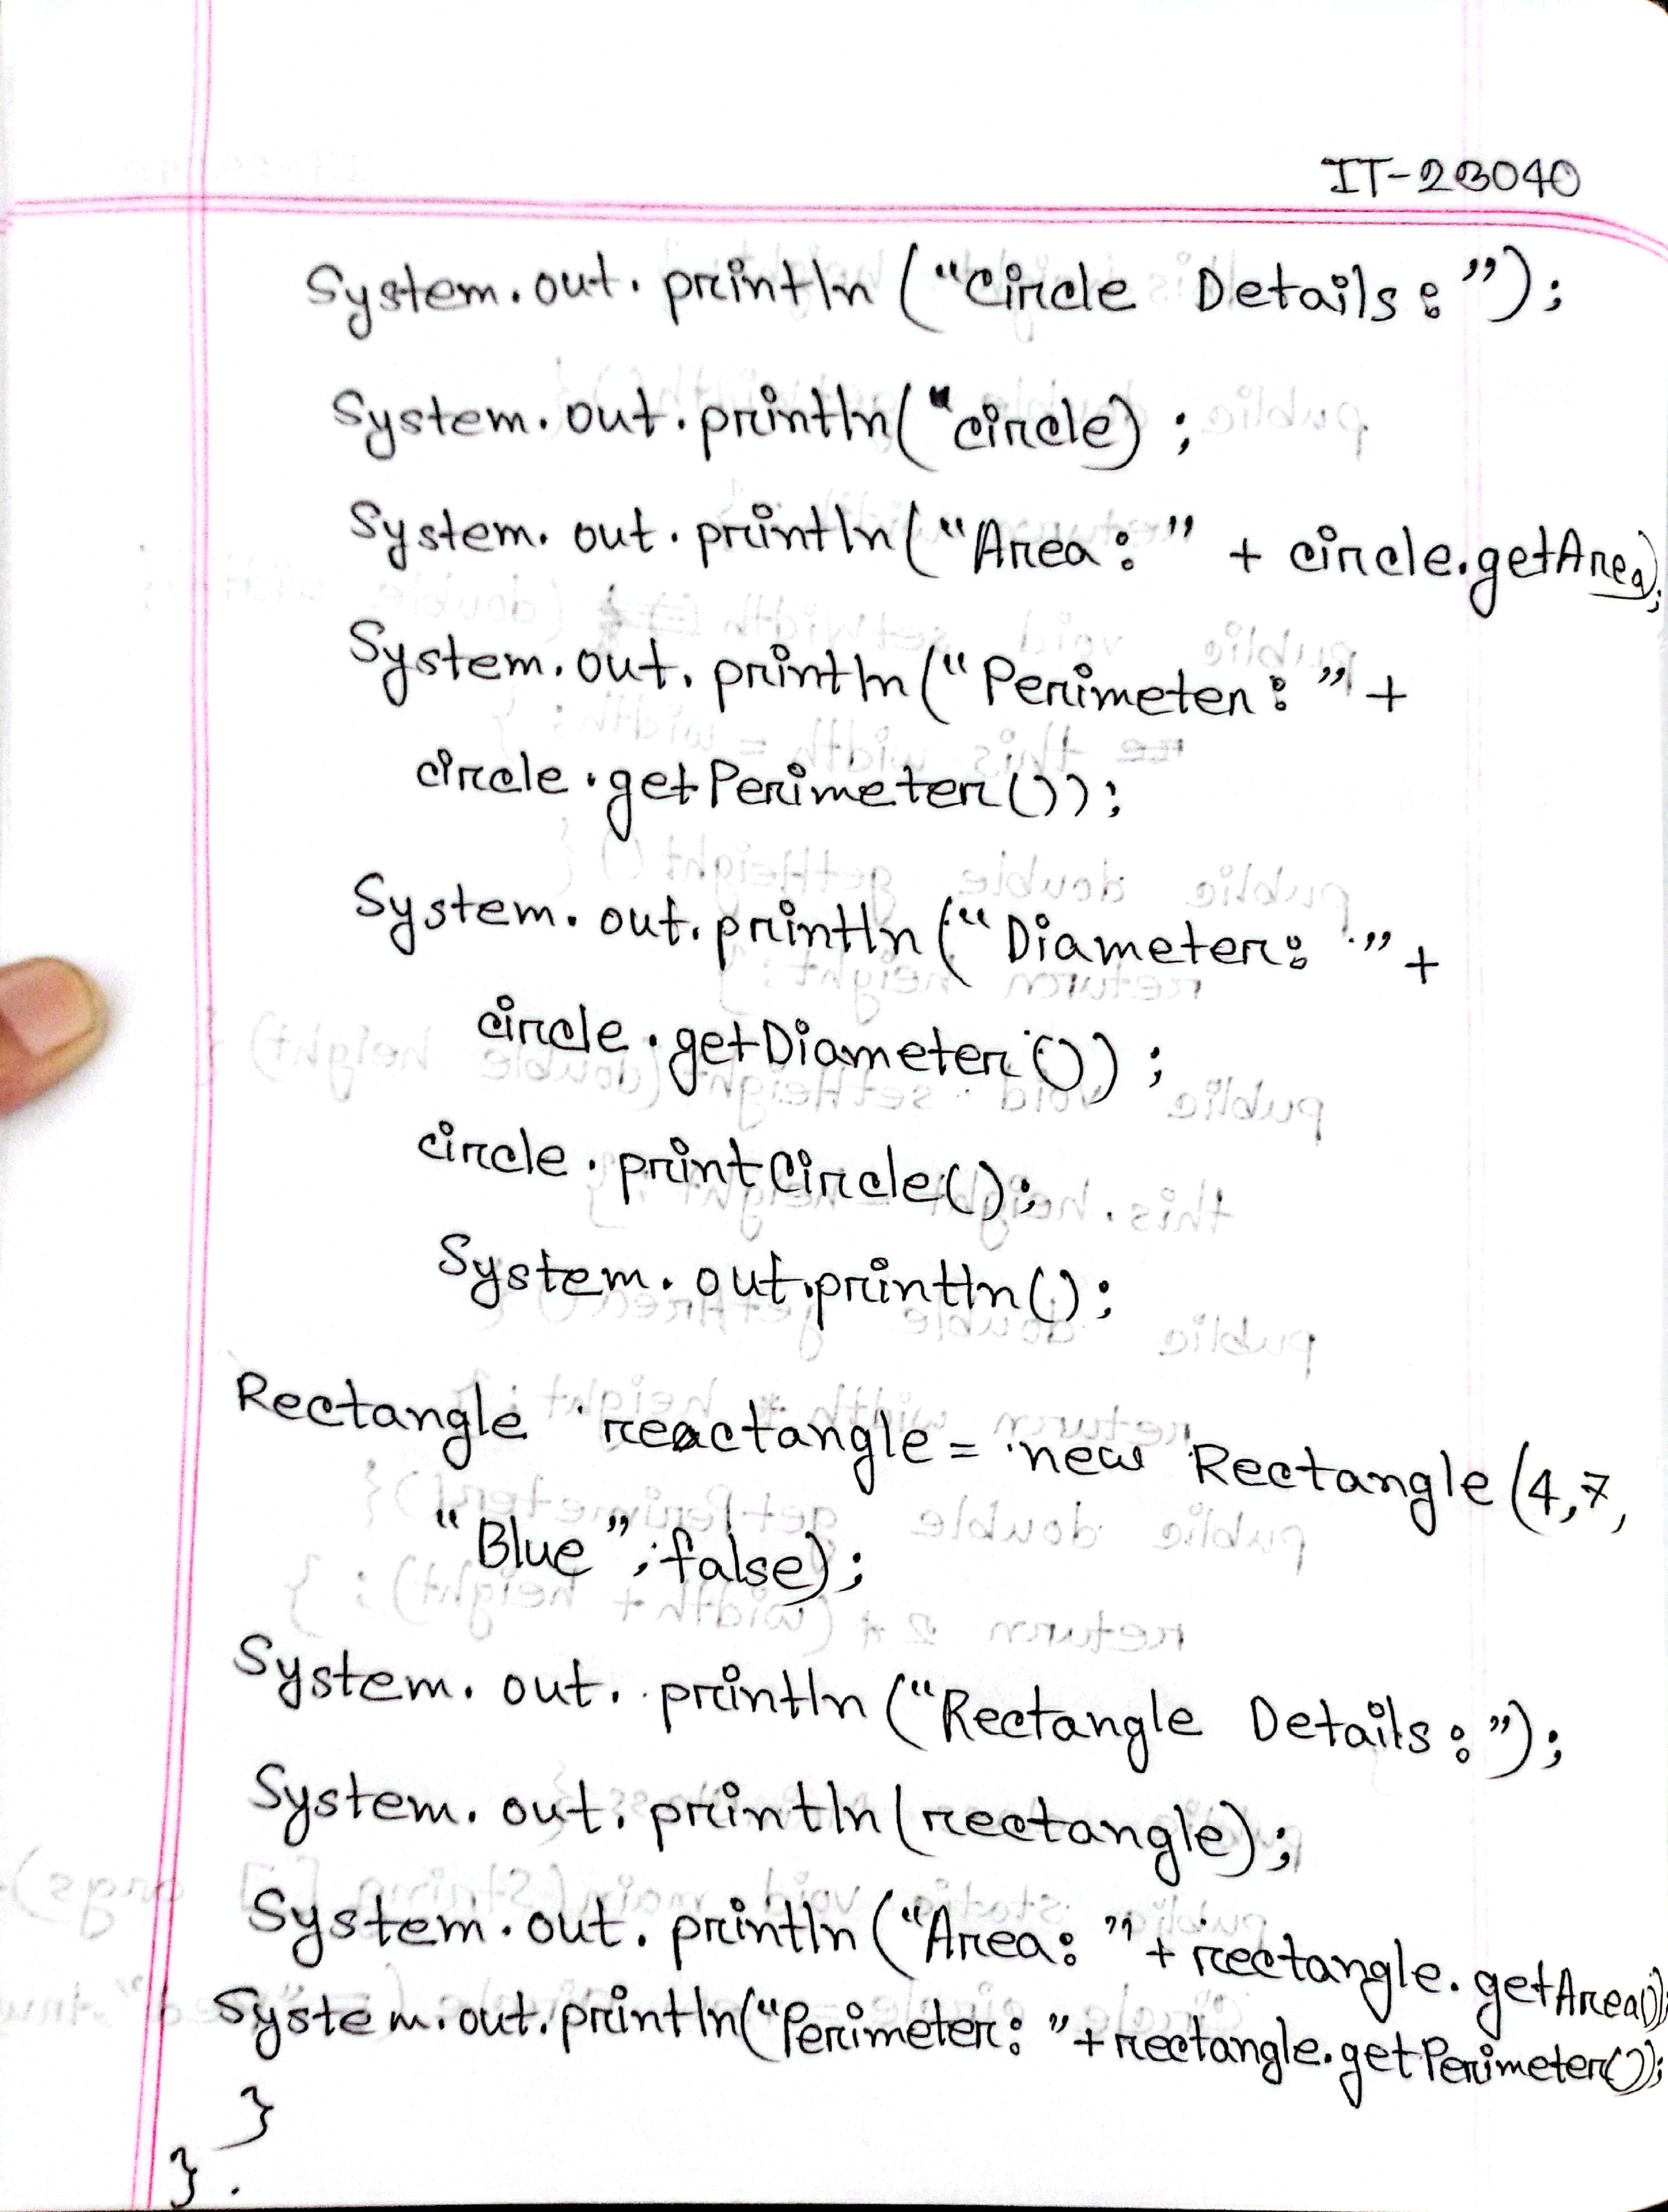 IT-23040
System.out.println ("Circle Details:");
System.out.println("circle);
System.out.println("Area:" + circle.getArea);
System.out.println("Perimeter: " +
circle.getPerimeter());
System.out.println("Diameter: " +
circle.getDiameter());
circle.printCircle();
System.out.println();
Rectangle reactangle = new Rectangle (4,7,
"Blue", false);
System.out.println ("Rectangle Details:");
System.out.println(rectangle);
System.out.println ("Area: " + rectangle.getArea());
System.out.println("Perimeter: "+rectangle.getPerimeter());
}
}.